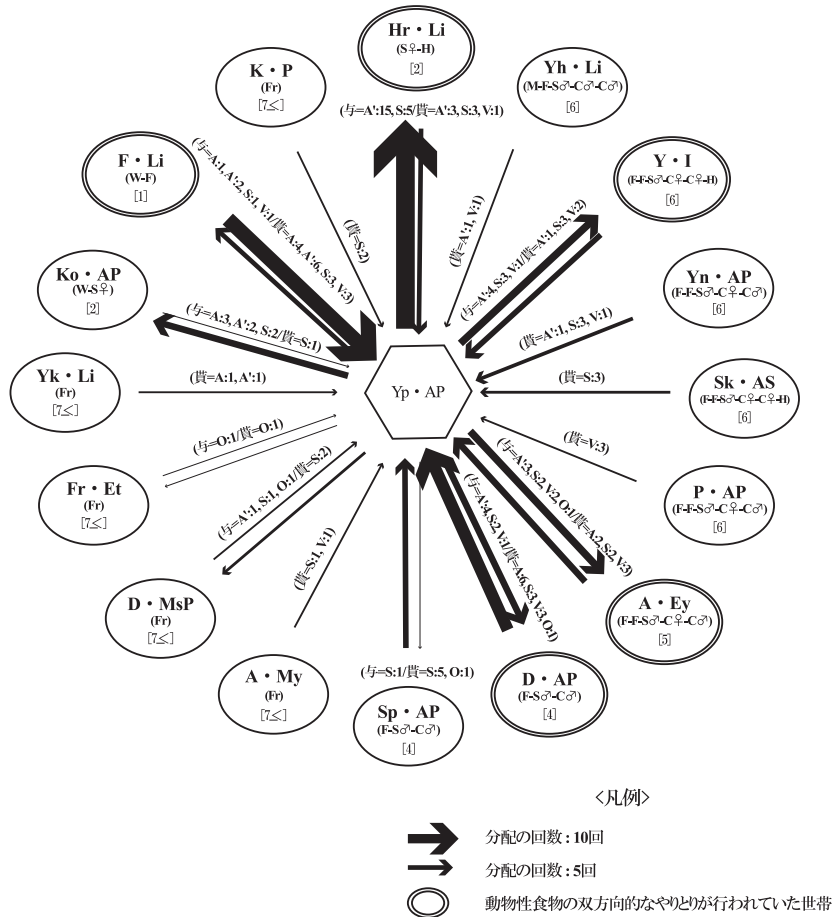 Hr・Li
(S♀-H)
[2]
(与=A':15, S:5/貰=A':3, S:3, V:1)
Yh・Li
(M-F-S♂-C♂-C♂)
[6]
(貰=A':1, V:1)
Y・I
(F-F-S♂-C♀-C♀-H)
[6]
(与=A':4, S:3, V:1/貰=A':1, S:3, V:2)
Yn・AP
(F-F-S♂-C♀-C♂)
[6]
(貰=A':1, S:3, V:1)
Sk・AS
(F-F-S♂-C♀-C♀-H)
[6]
(貰=S:3)
P・AP
(F-F-S♂-C♀-C♂)
[6]
(貰=V:3)
A・Ey
(F-F-S♂-C♀-C♂)
[5]
(与=A':3, S:2, V:2, O:1/貰=A:2, S:2, V:3)
D・AP
(F-S♂-C♂)
[4]
(与=A':4, S:2, V:1/貰=A:6, S:3, V:3, O:1)
Sp・AP
(F-S♂-C♂)
[4]
(与=S:1/貰=S:5, O:1)
A・My
(Fr)
[7≤]
(貰=S:1, V:1)
D・MsP
(Fr)
[7≤]
(与=A':1, S:1, O:1/貰=S:2)
Fr・Et
(Fr)
[7≤]
(与=O:1/貰=O:1)
Yk・Li
(Fr)
[7≤]
(貰=A:1, A':1)
Ko・AP
(W-S♀)
[2]
(与=A:3, A':2, S:2/貰=S:1)
F・Li
(W-F)
[1]
(与=A:1, A':2, S:1, V:1/貰=A:4, A':6, S:3, V:3)
K・P
(Fr)
[7≤]
(貰=S:2)
Yp・AP
<凡例>
分配の回数：10回
分配の回数：5回
動物性食物の双方向的なやりとりが行われていた世帯